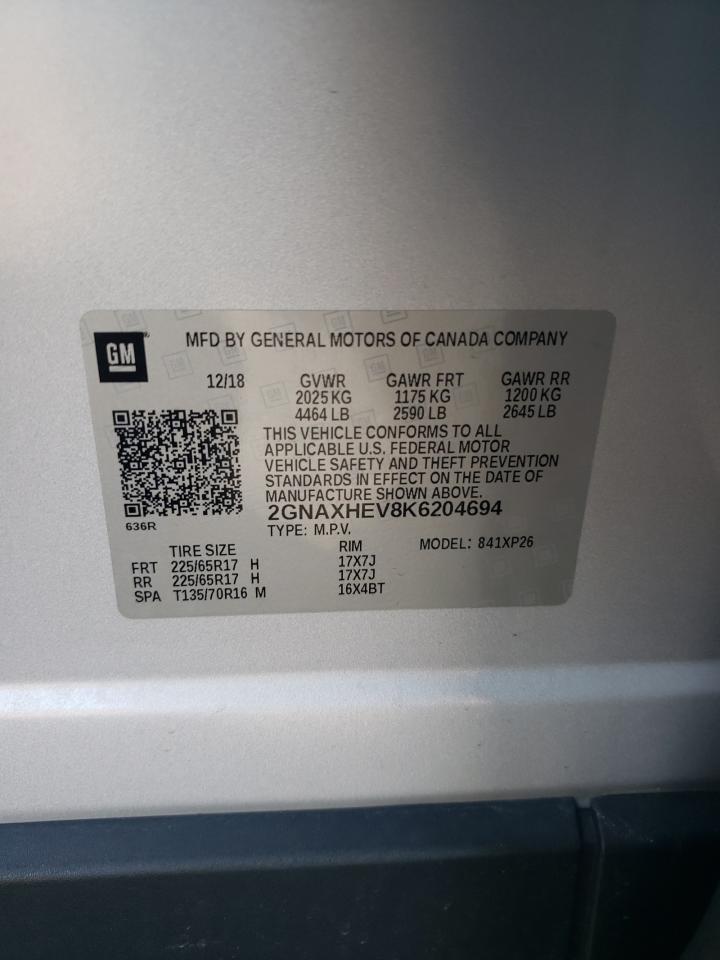 GM
MFD BY GENERAL MOTORS OF CANADA COMPANY
12/18 GVWR GAWR FRT GAWR RR
2025 KG 1175 KG 1200 KG
4464 LB 2590 LB 2645 LB
THIS VEHICLE CONFORMS TO ALL
APPLICABLE U.S. FEDERAL MOTOR
VEHICLE SAFETY AND THEFT PREVENTION
STANDARDS IN EFFECT ON THE DATE OF
MANUFACTURE SHOWN ABOVE.
636R
2GNAXHEV8K6204694
TYPE: M.P.V. MODEL: 841XP26
TIRE SIZE RIM
FRT 225/65R17 H 17X7J
RR 225/65R17 H 17X7J
SPA T135/70R16 M 16X4BT